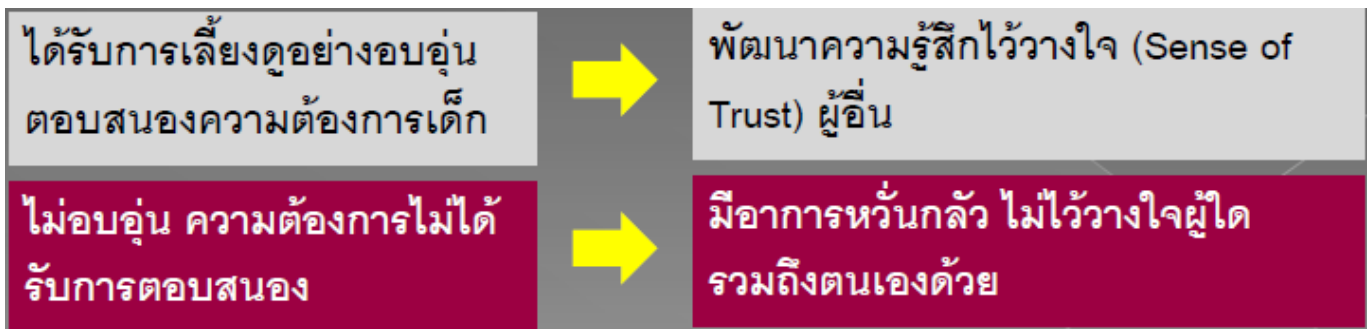 ได้รับการเลี้ยงดูอย่างอบอุ่น
ตอบสนองความต้องการเด็ก
พัฒนาความรู้สึกไว้วางใจ (Sense of
Trust) ผู้อื่น
ไม่อบอุ่น ความต้องการไม่ได้
รับการตอบสนอง
มีอาการหวั่นกลัว ไม่ไว้วางใจผู้ใด
รวมถึงตนเองด้วย